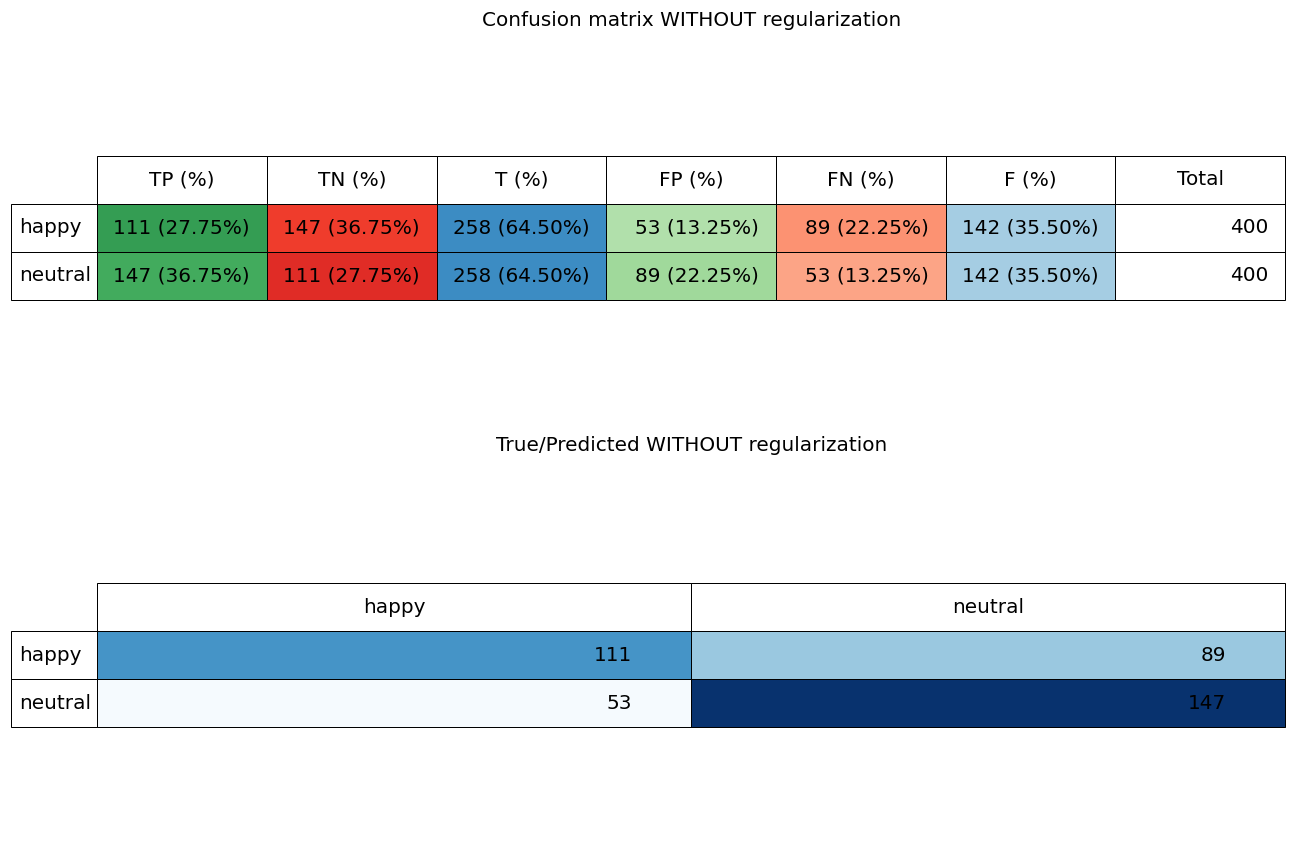 Confusion matrix WITHOUT regularization
TP (%) TN (%) T (%) FP (%) FN (%) F (%) Total
happy 111 (27.75%) 147 (36.75%) 258 (64.50%) 53 (13.25%) 89 (22.25%) 142 (35.50%) 400
neutral 147 (36.75%) 111 (27.75%) 258 (64.50%) 89 (22.25%) 53 (13.25%) 142 (35.50%) 400
True/Predicted WITHOUT regularization
happy neutral
happy 111 89
neutral 53 147